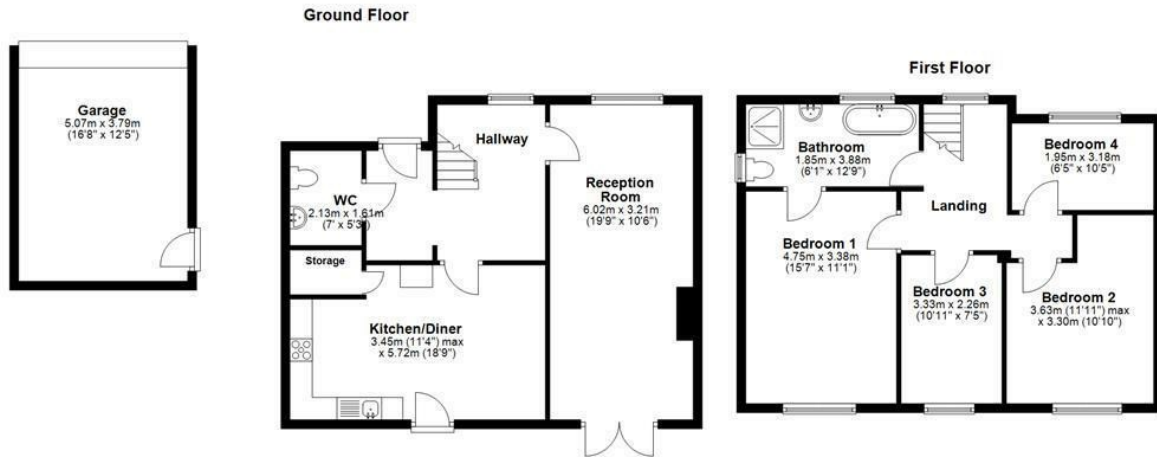 Ground Floor
Garage
5.07m x 3.79m
(16'8" x 12'5")
Hallway
WC
2.13m x 1.61m
(7' x 5'3")
Storage
Reception
Room
6.02m x 3.21m
(19'9" x 10'6")
Kitchen/Diner
3.45m (11'4") max
x 5.72m (18'9")
First Floor
Bathroom
1.85m x 3.88m
(6'1" x 12'9")
Bedroom 4
1.95m x 3.18m
(6'5" x 10'5")
Landing
Bedroom 1
4.75m x 3.38m
(15'7" x 11'1")
Bedroom 3
3.33m x 2.26m
(10'11" x 7'5")
Bedroom 2
3.63m (11'11") max
x 3.30m (10'10")